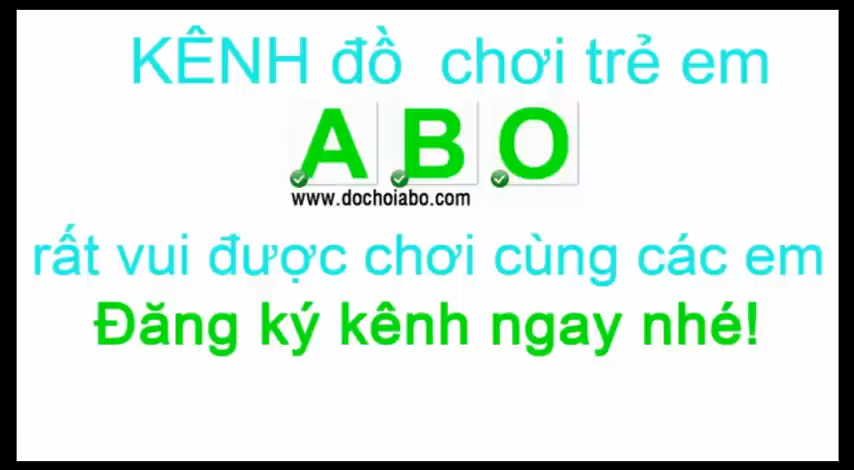 KÊNH đồ chơi trẻ em
ABO
www.dochoiabo.com
rất vui được chơi cùng các em
Đăng ký kênh ngay nhé!